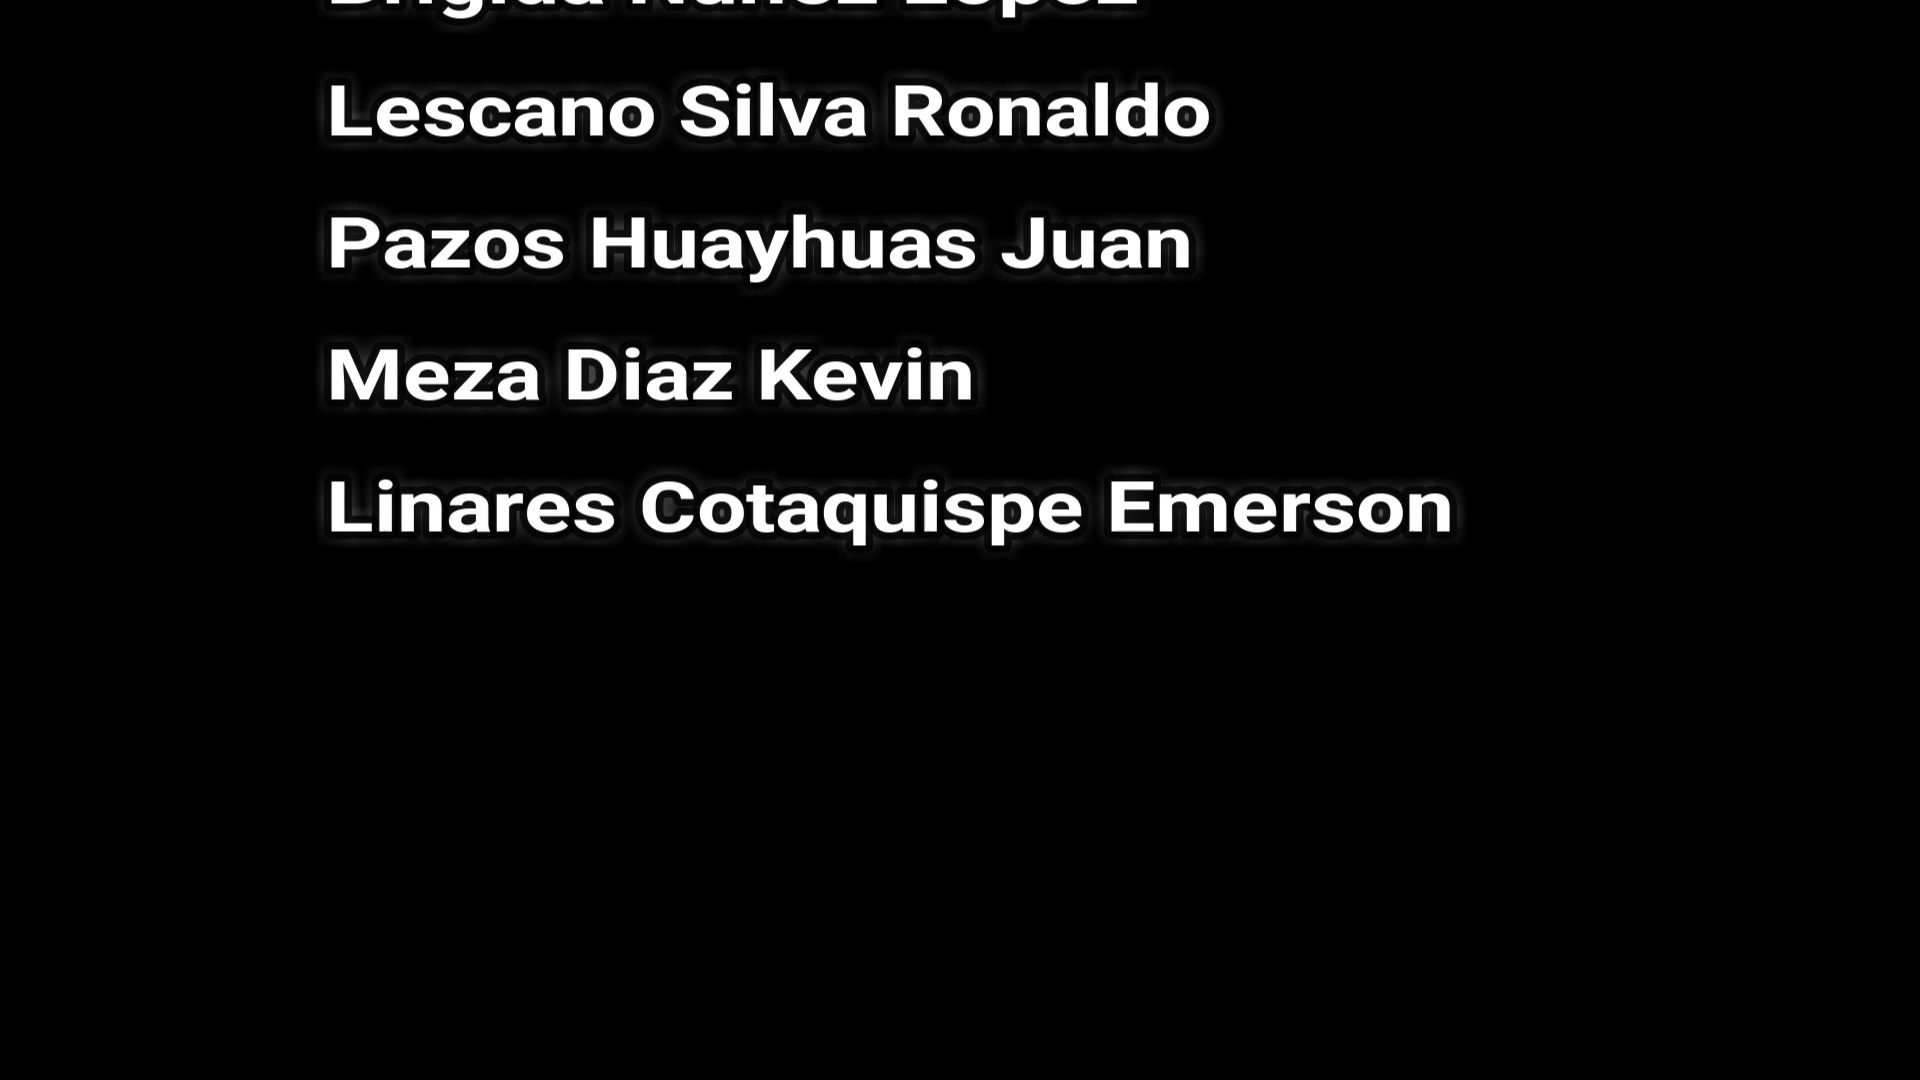 Lescano Silva Ronaldo
Pazos Huayhuas Juan
Meza Diaz Kevin
Linares Cotaquispe Emerson